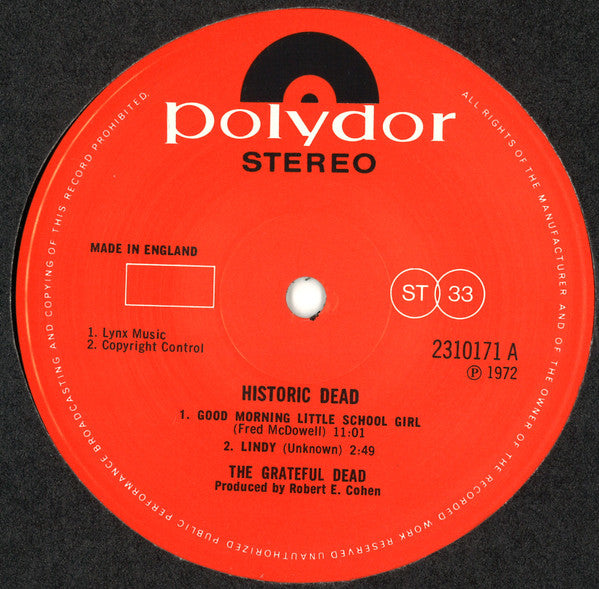 polydor
STEREO
ALL RIGHTS OF THE MANUFACTURER AND OF THE OWNER OF THE RECORDED WORK RESERVED UNAUTHORIZED PUBLIC PERFORMANCE BROADCASTING AND COPYING OF THIS RECORD PROHIBITED.
MADE IN ENGLAND
ST 33
1. Lynx Music
2. Copyright Control
2310171 A
Ⓟ 1972
HISTORIC DEAD
1. GOOD MORNING LITTLE SCHOOL GIRL
(Fred McDowell) 11:01
2. LINDY (Unknown) 2:49
THE GRATEFUL DEAD
Produced by Robert E. Cohen